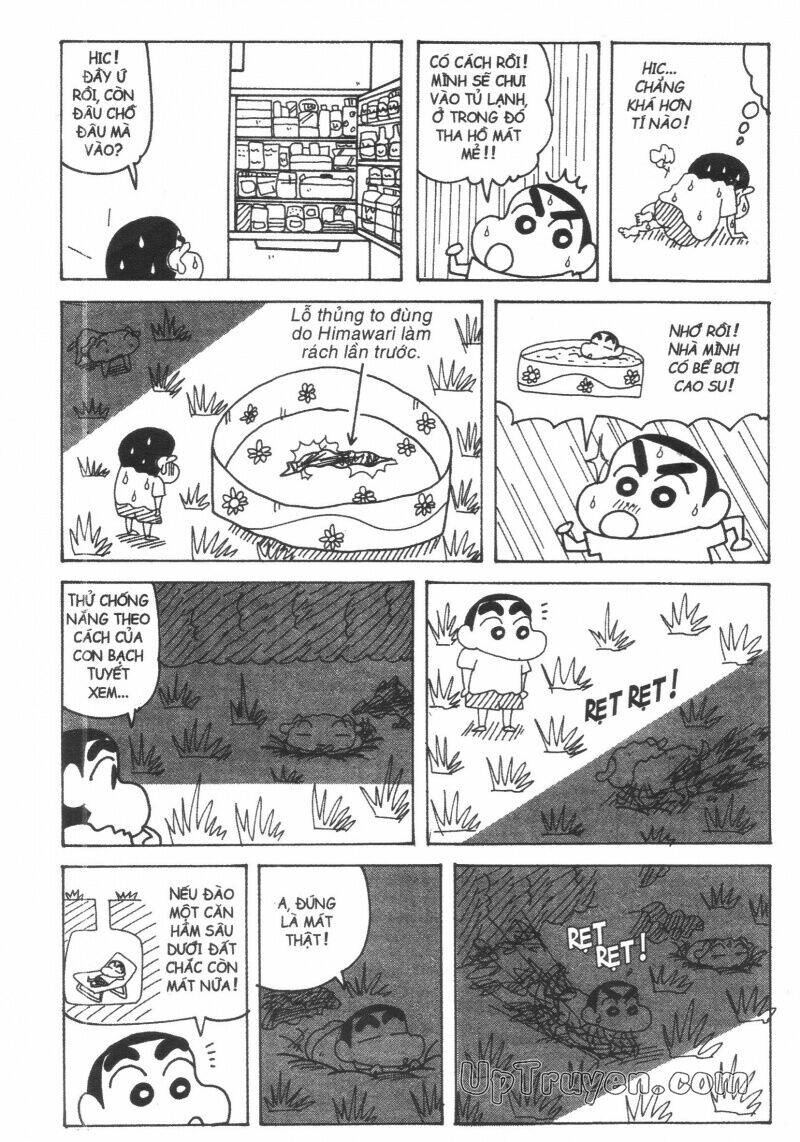 HIC...
CHẲNG
KHÁ HƠN
TÍ NÀO!
CÓ CÁCH RỒI!
MÌNH SẼ CHUI
VÀO TỦ LẠNH,
Ở TRONG ĐÓ
THA HỒ MÁT
MẺ!!
HIC!
ĐẦY Ứ
RỒI, CÒN
ĐÂU CHỖ
ĐÂU MÀ
VÀO?
NHỚ RỒI!
NHÀ MÌNH
CÓ BỂ BƠI
CAO SU!
Lỗ thủng to đùng
do Himawari làm
rách lần trước.
RẸT RẸT!
THỬ CHỐNG
NẮNG THEO
CÁCH CỦA
CON BẠCH
TUYẾT
XEM...
RẸT
RẸT!
A, ĐÚNG
LÀ MÁT
THẬT!
NẾU ĐÀO
MỘT CĂN
HẦM SÂU
DƯỚI ĐẤT
CHẮC CÒN
MÁT NỮA!
UpTruyen.com